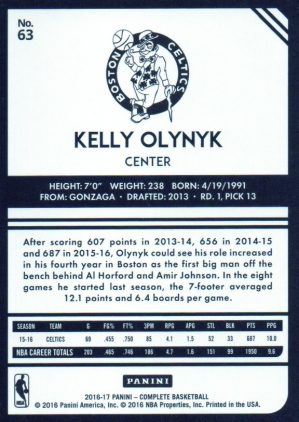 No.
63
BOSTON CELTICS
KELLY OLYNYK
CENTER
HEIGHT: 7'0" WEIGHT: 238 BORN: 4/19/1991
FROM: GONZAGA • DRAFTED: 2013 • RD. 1, PICK 13
After scoring 607 points in 2013-14, 656 in 2014-15
and 687 in 2015-16, Olynyk could see his role increased
in his fourth year in Boston as the first big man off the
bench behind Al Horford and Amir Johnson. In the eight
games he started last season, the 7-footer averaged
12.1 points and 6.4 boards per game.
SEASON TEAM G FG% FT% 3PM RPG APG STL BLK PTS PPG
15-16 CELTICS 69 .455 .750 85 4.1 1.5 52 33 687 10.0
NBA CAREER TOTALS 203 .465 .746 186 4.7 1.6 151 99 1950 9.6
PANINI
2016-17 PANINI – COMPLETE BASKETBALL
© 2016 Panini America, Inc. © 2016 NBA Properties, Inc. Printed in the USA.
NBA